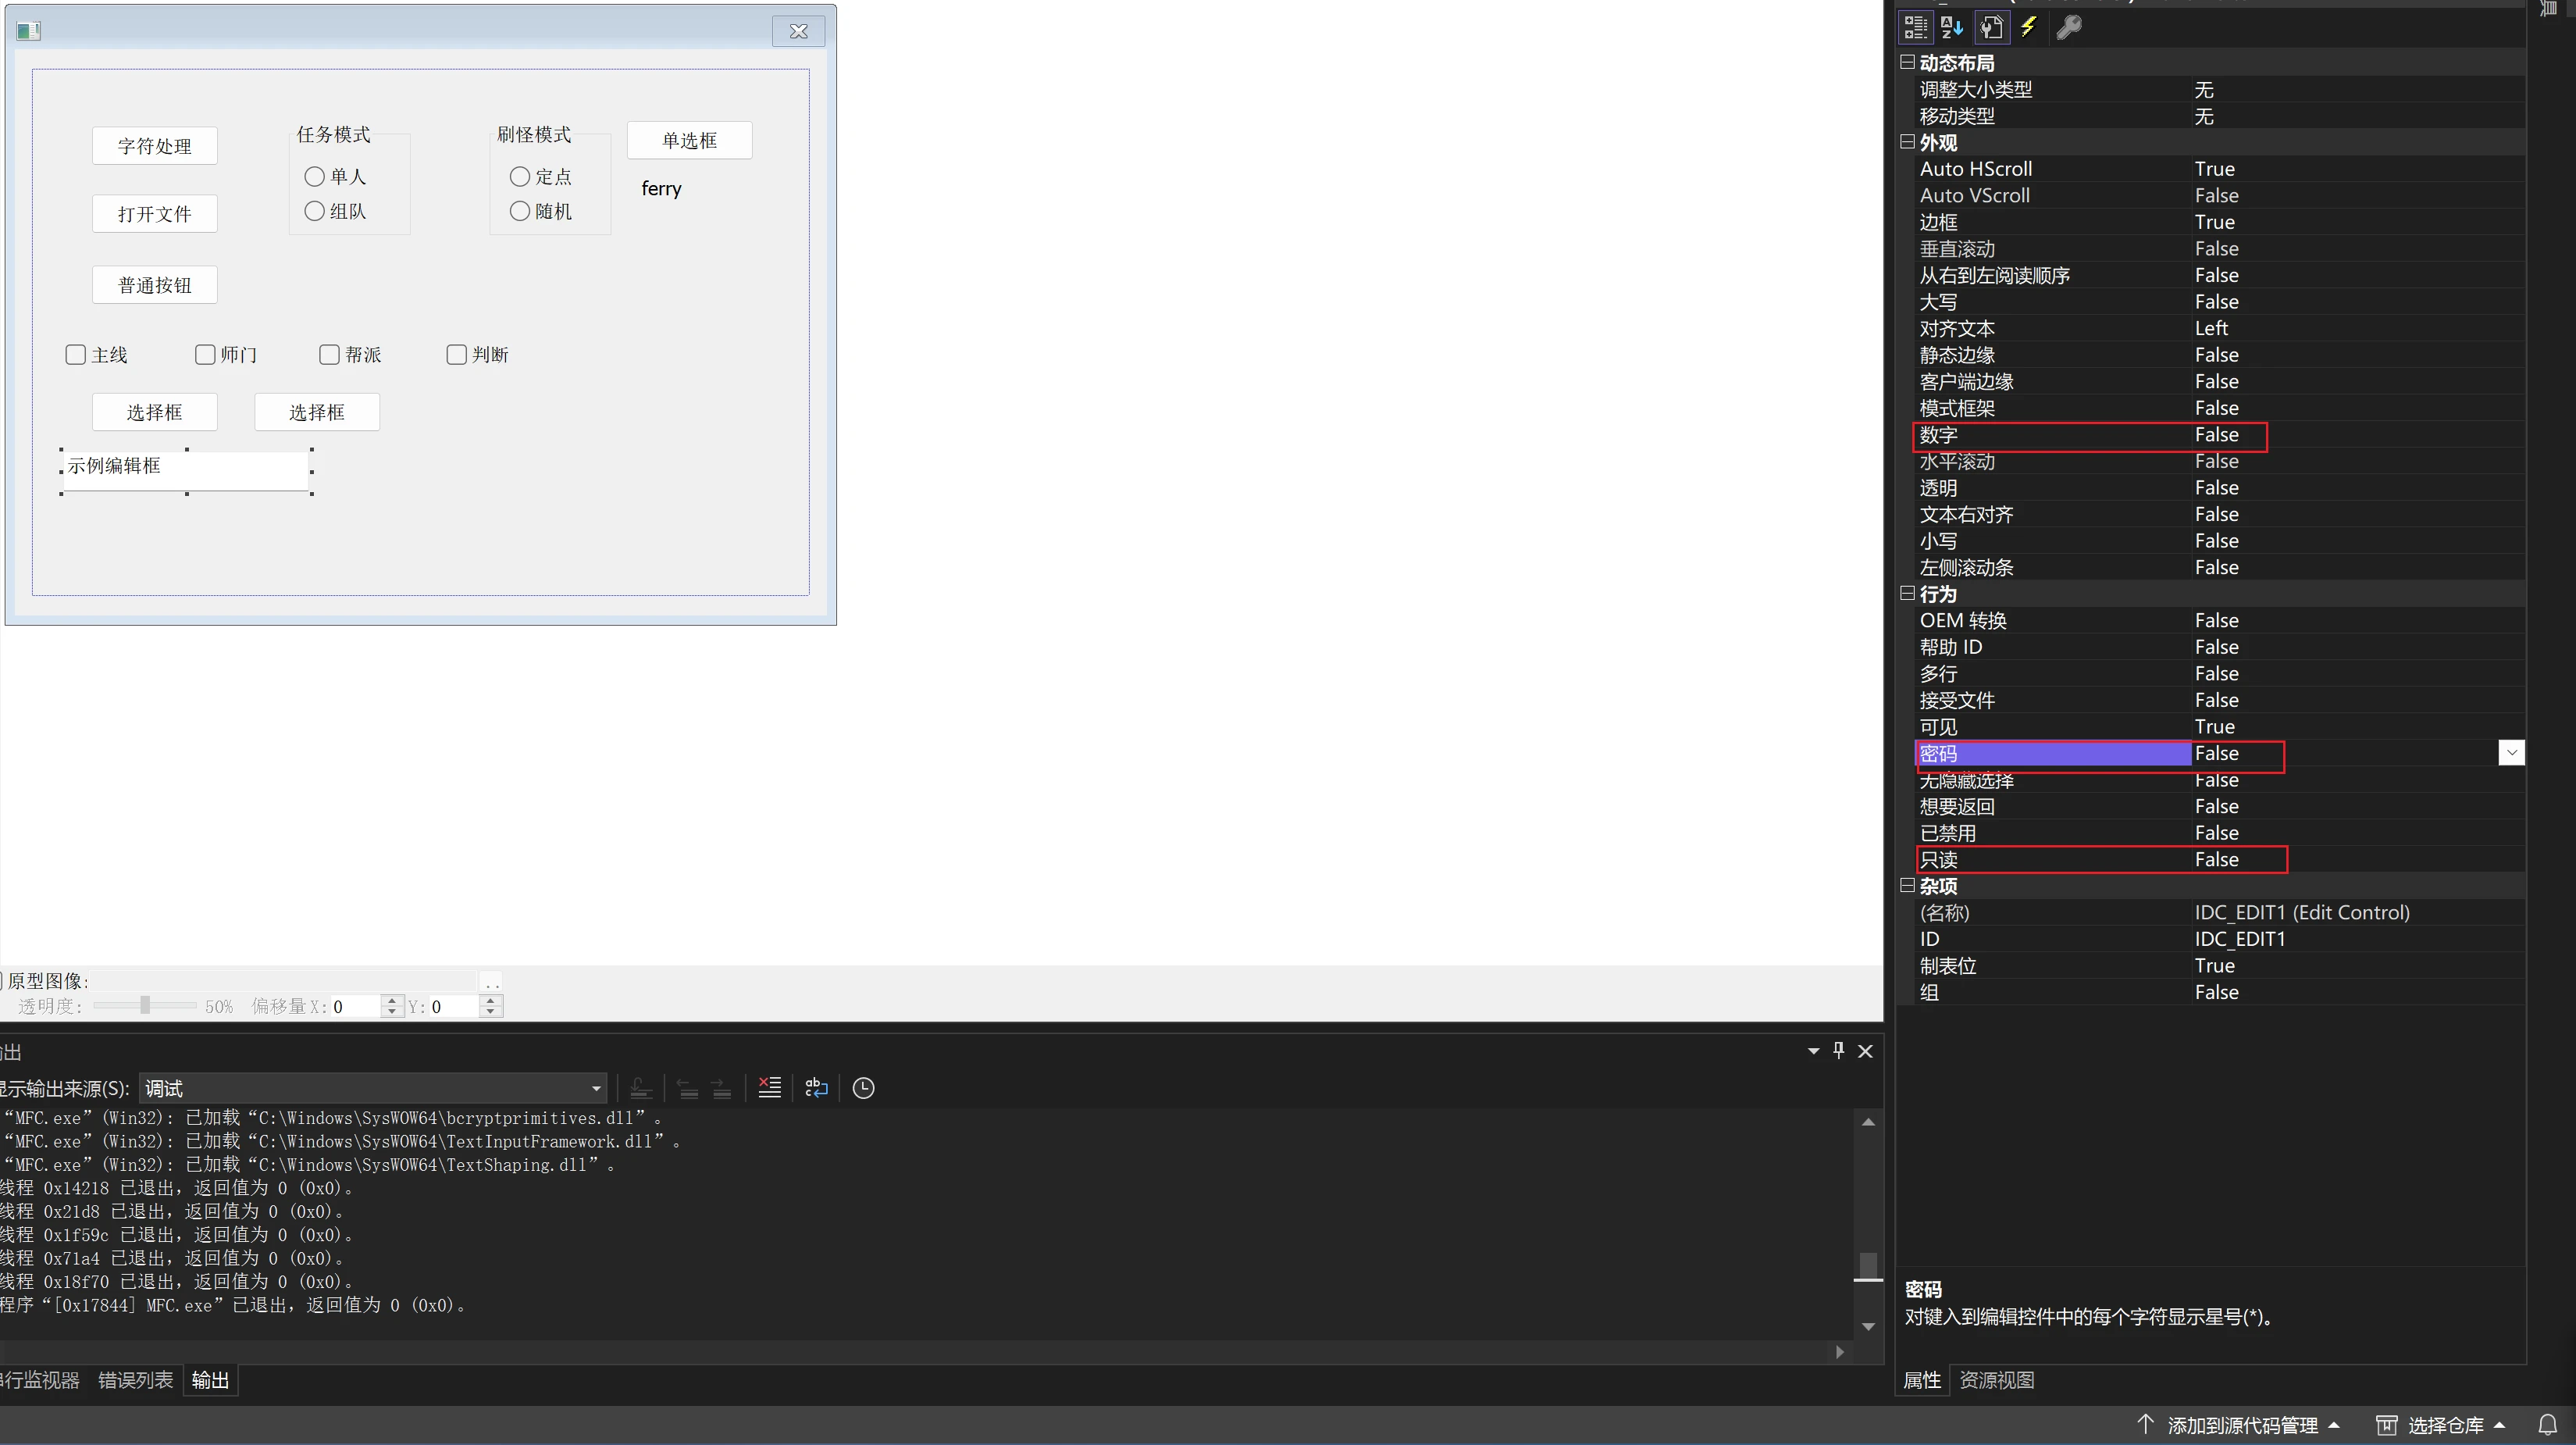 字符处理
任务模式
刷怪模式
单选框
单人
定点
ferry
打开文件
组队
随机
普通按钮
主线
师门
帮派
判断
选择框
选择框
示例编辑框
原型图像:
..
透明度:
50%
偏移量 X:
0
Y:
0
出
示输出来源(S):
调试
“MFC.exe”(Win32): 已加载“C:\Windows\SysWOW64\bcryptprimitives.dll”。
“MFC.exe”(Win32): 已加载“C:\Windows\SysWOW64\TextInputFramework.dll”。
“MFC.exe”(Win32): 已加载“C:\Windows\SysWOW64\TextShaping.dll”。
线程 0x14218 已退出，返回值为 0 (0x0)。
线程 0x21d8 已退出，返回值为 0 (0x0)。
线程 0x1f59c 已退出，返回值为 0 (0x0)。
线程 0x71a4 已退出，返回值为 0 (0x0)。
线程 0x18f70 已退出，返回值为 0 (0x0)。
程序“[0x17844] MFC.exe”已退出，返回值为 0 (0x0)。
行监视器
错误列表
输出
动态布局
调整大小类型 无
移动类型 无
外观
Auto HScroll True
Auto VScroll False
边框 True
垂直滚动 False
从右到左阅读顺序 False
大写 False
对齐文本 Left
静态边缘 False
客户端边缘 False
模式框架 False
数字 False
水平滚动 False
透明 False
文本右对齐 False
小写 False
左侧滚动条 False
行为
OEM 转换 False
帮助 ID False
多行 False
接受文件 False
可见 True
密码 False
无隐藏选择 False
想要返回 False
已禁用 False
只读 False
杂项
(名称) IDC_EDIT1 (Edit Control)
ID IDC_EDIT1
制表位 True
组 False
密码
对键入到编辑控件中的每个字符显示星号(*)。
属性
资源视图
添加到源代码管理
选择仓库